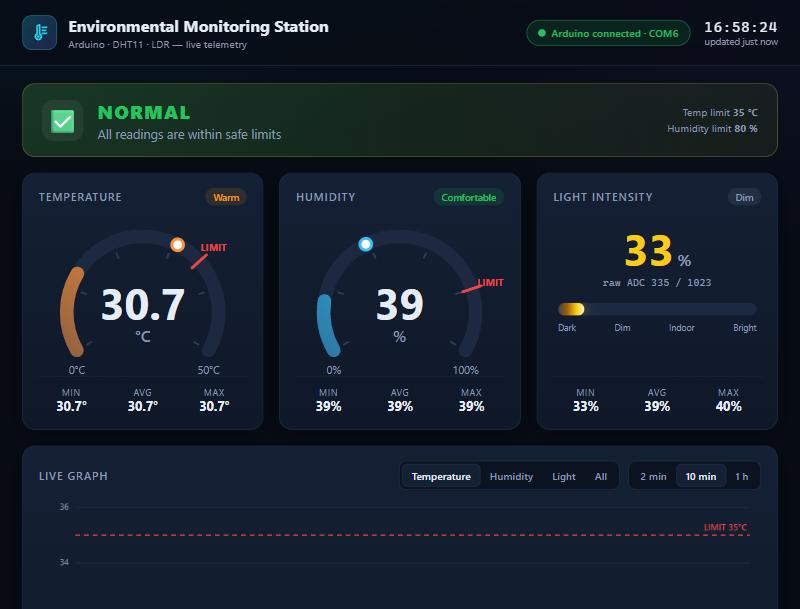 Environmental Monitoring Station
Arduino · DHT11 · LDR — live telemetry
Arduino connected · COM6
16:58:24
updated just now
NORMAL
All readings are within safe limits
Temp limit 35 °C
Humidity limit 80 %
TEMPERATURE
Warm
LIMIT
30.7
°C
0°C
50°C
MIN AVG MAX
30.7° 30.7° 30.7°
HUMIDITY
Comfortable
LIMIT
39
%
0%
100%
MIN AVG MAX
39% 39% 39%
LIGHT INTENSITY
Dim
33 %
raw ADC 335 / 1023
Dark Dim Indoor Bright
MIN AVG MAX
33% 39% 40%
LIVE GRAPH
Temperature Humidity Light All
2 min 10 min 1 h
36
LIMIT 35°C
34